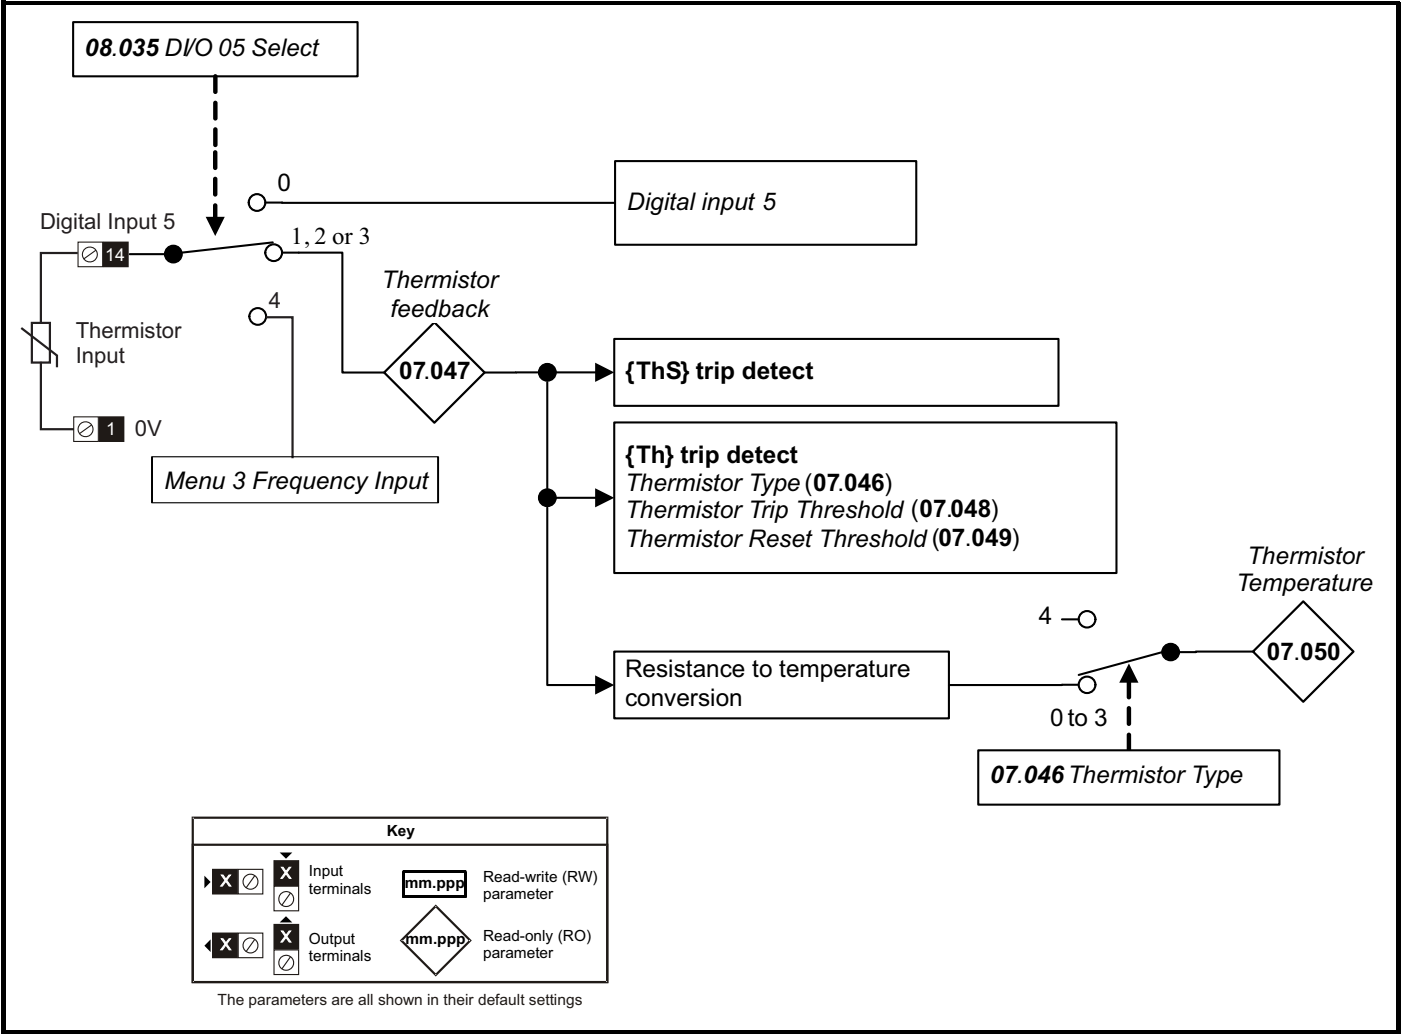 08.035 DI/O 05 Select
0
Digital input 5
Digital Input 5
14
1, 2 or 3
4
Thermistor
Input
1 0V
Menu 3 Frequency Input
Thermistor
feedback
07.047
{ThS} trip detect
{Th} trip detect
Thermistor Type (07.046)
Thermistor Trip Threshold (07.048)
Thermistor Reset Threshold (07.049)
Resistance to temperature
conversion
4
0 to 3
07.046 Thermistor Type
Thermistor
Temperature
07.050
Key
X
X
Input
terminals
mm.ppp
Read-write (RW)
parameter
X
X
Output
terminals
mm.ppp
Read-only (RO)
parameter
The parameters are all shown in their default settings